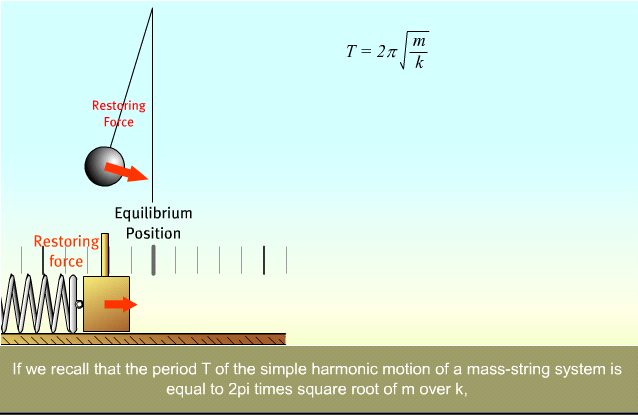 T = 2π√m/k
Restoring
Force
Equilibrium
Position
Restoring
force
If we recall that the period T of the simple harmonic motion of a mass-string system is
equal to 2pi times square root of m over k,